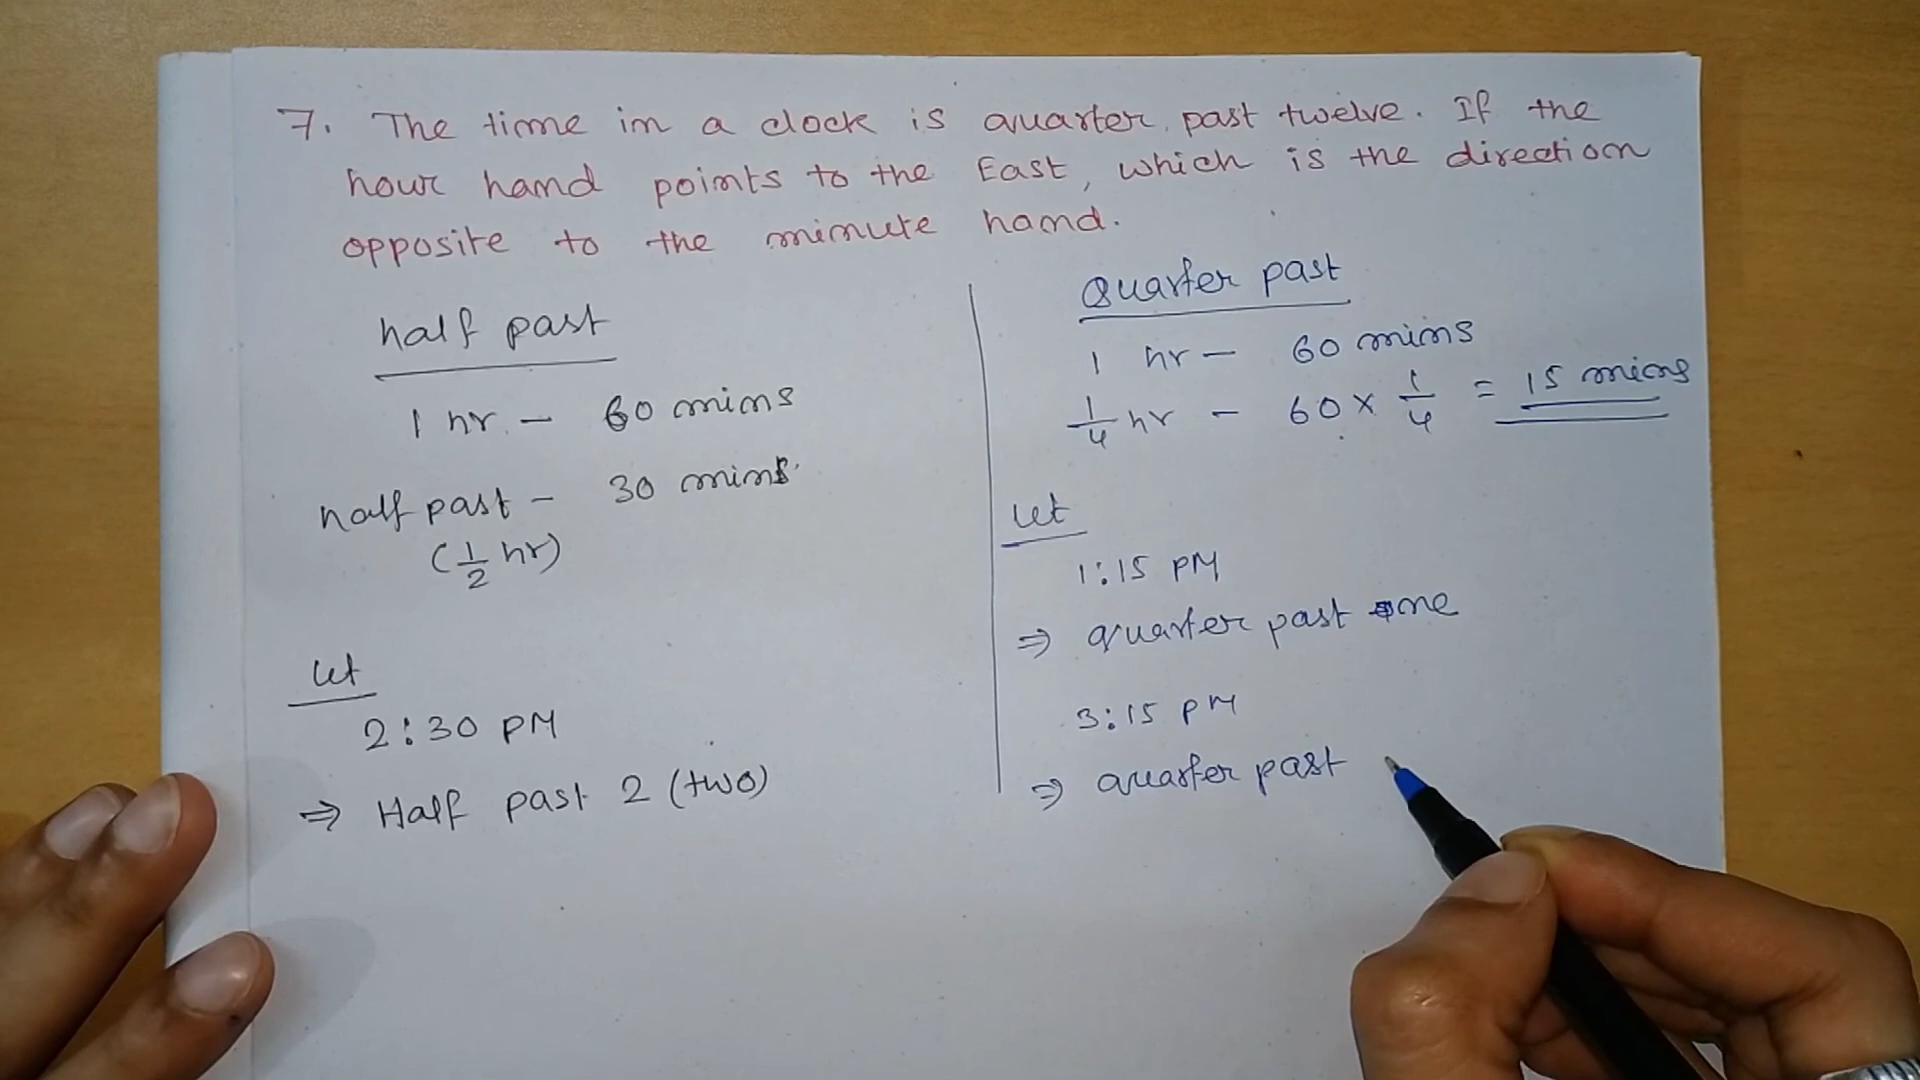 7. The time in a clock is quarter past twelve. If the
hour hand points to the East, which is the direction
opposite to the minute hand.
half past
1 hr - 60 mins
half past - 30 mins
(1/2 hr)
let
2:30 PM
⇒ Half past 2 (two)
Quarter past
1 hr - 60 mins
1/4 hr - 60 x 1/4 = 15 mins
let
1:15 PM
⇒ quarter past one
3:15 PM
⇒ quarter past